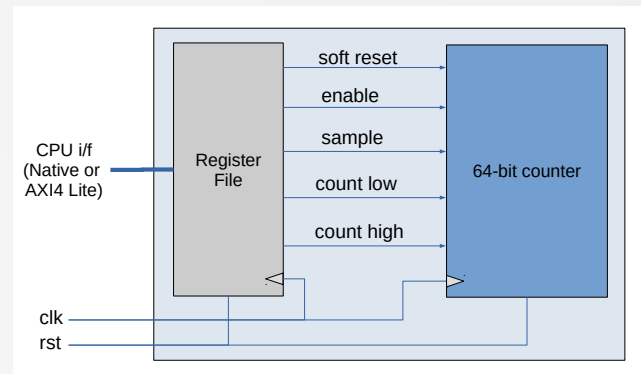 soft reset
enable
sample
count low
count high
CPU i/f
(Native or
AXI4 Lite)
Register
File
64-bit counter
clk
rst